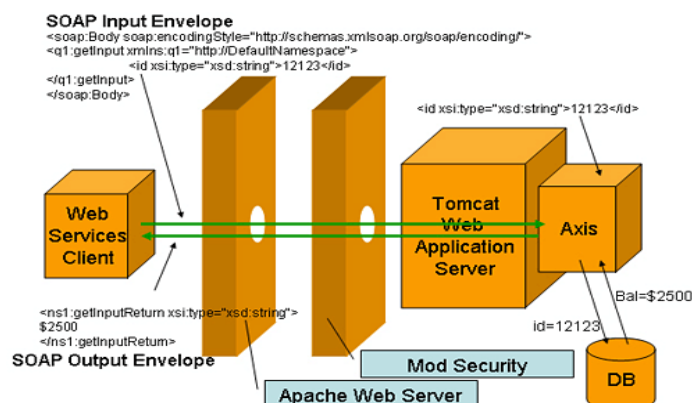 SOAP Input Envelope
<soap:Body soap:encodingStyle="http://schemas.xmlsoap.org/soap/encoding/">
<q1:getInput xmlns:q1="http://DefaultNamespace">
<id xsi:type="xsd:string">12123</id>
</q1:getInput>
</soap:Body>
<id xsi:type="xsd:string">12123</id>
Web
Services
Client
Tomcat
Web
Application
Server
Axis
<ns1:getInputReturn xsi:type="xsd:string">
$2500
</ns1:getInputReturn>
SOAP Output Envelope
Bal=$2500
id=12123
DB
Mod Security
Apache Web Server